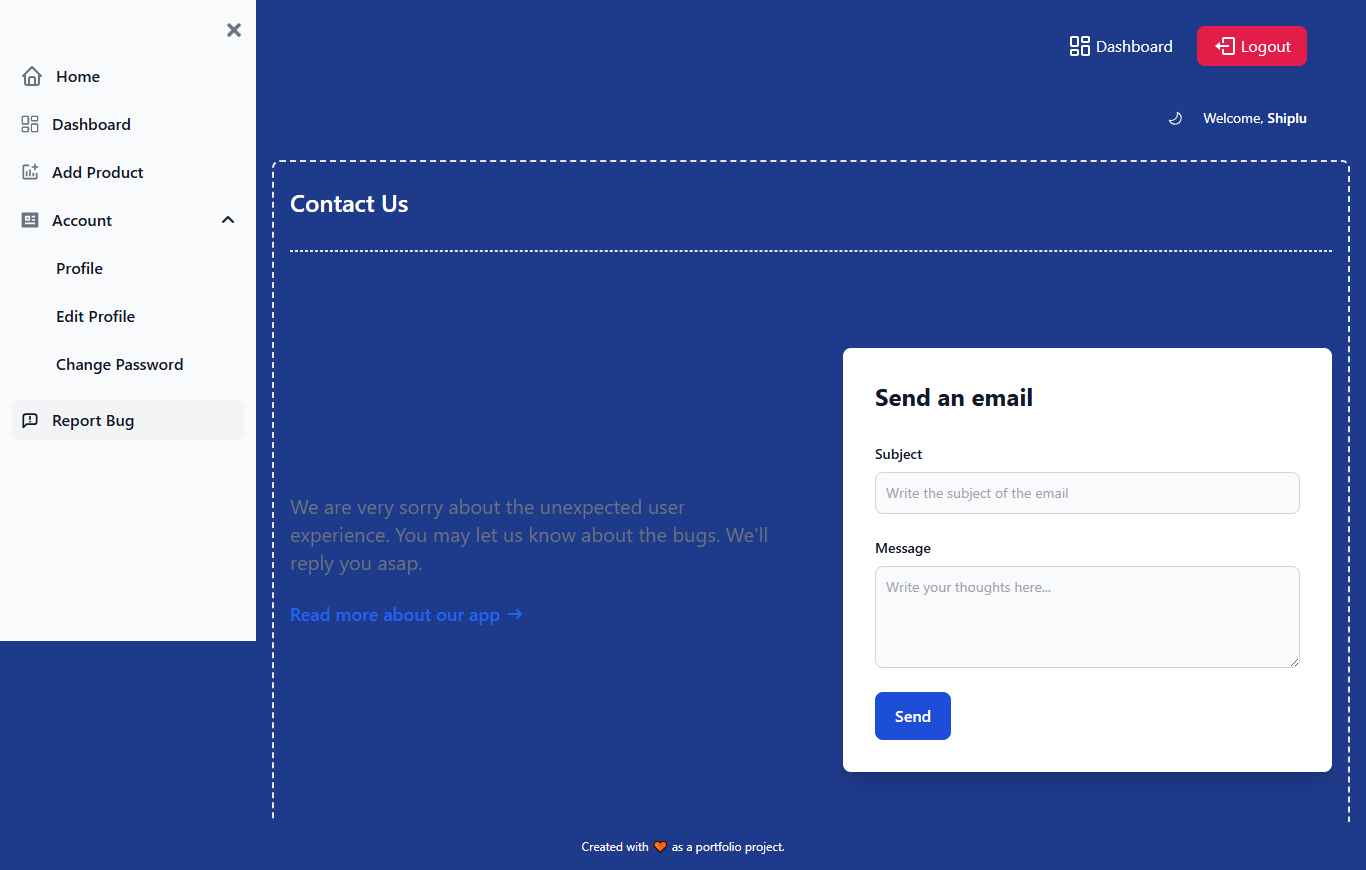 Home
Dashboard
Add Product
Account
Profile
Edit Profile
Change Password
Report Bug
Dashboard
Logout
Welcome, Shiplu
Contact Us
We are very sorry about the unexpected user
experience. You may let us know about the bugs. We'll
reply you asap.
Read more about our app →
Send an email
Subject
Write the subject of the email
Message
Write your thoughts here...
Send
Created with 🧡 as a portfolio project.